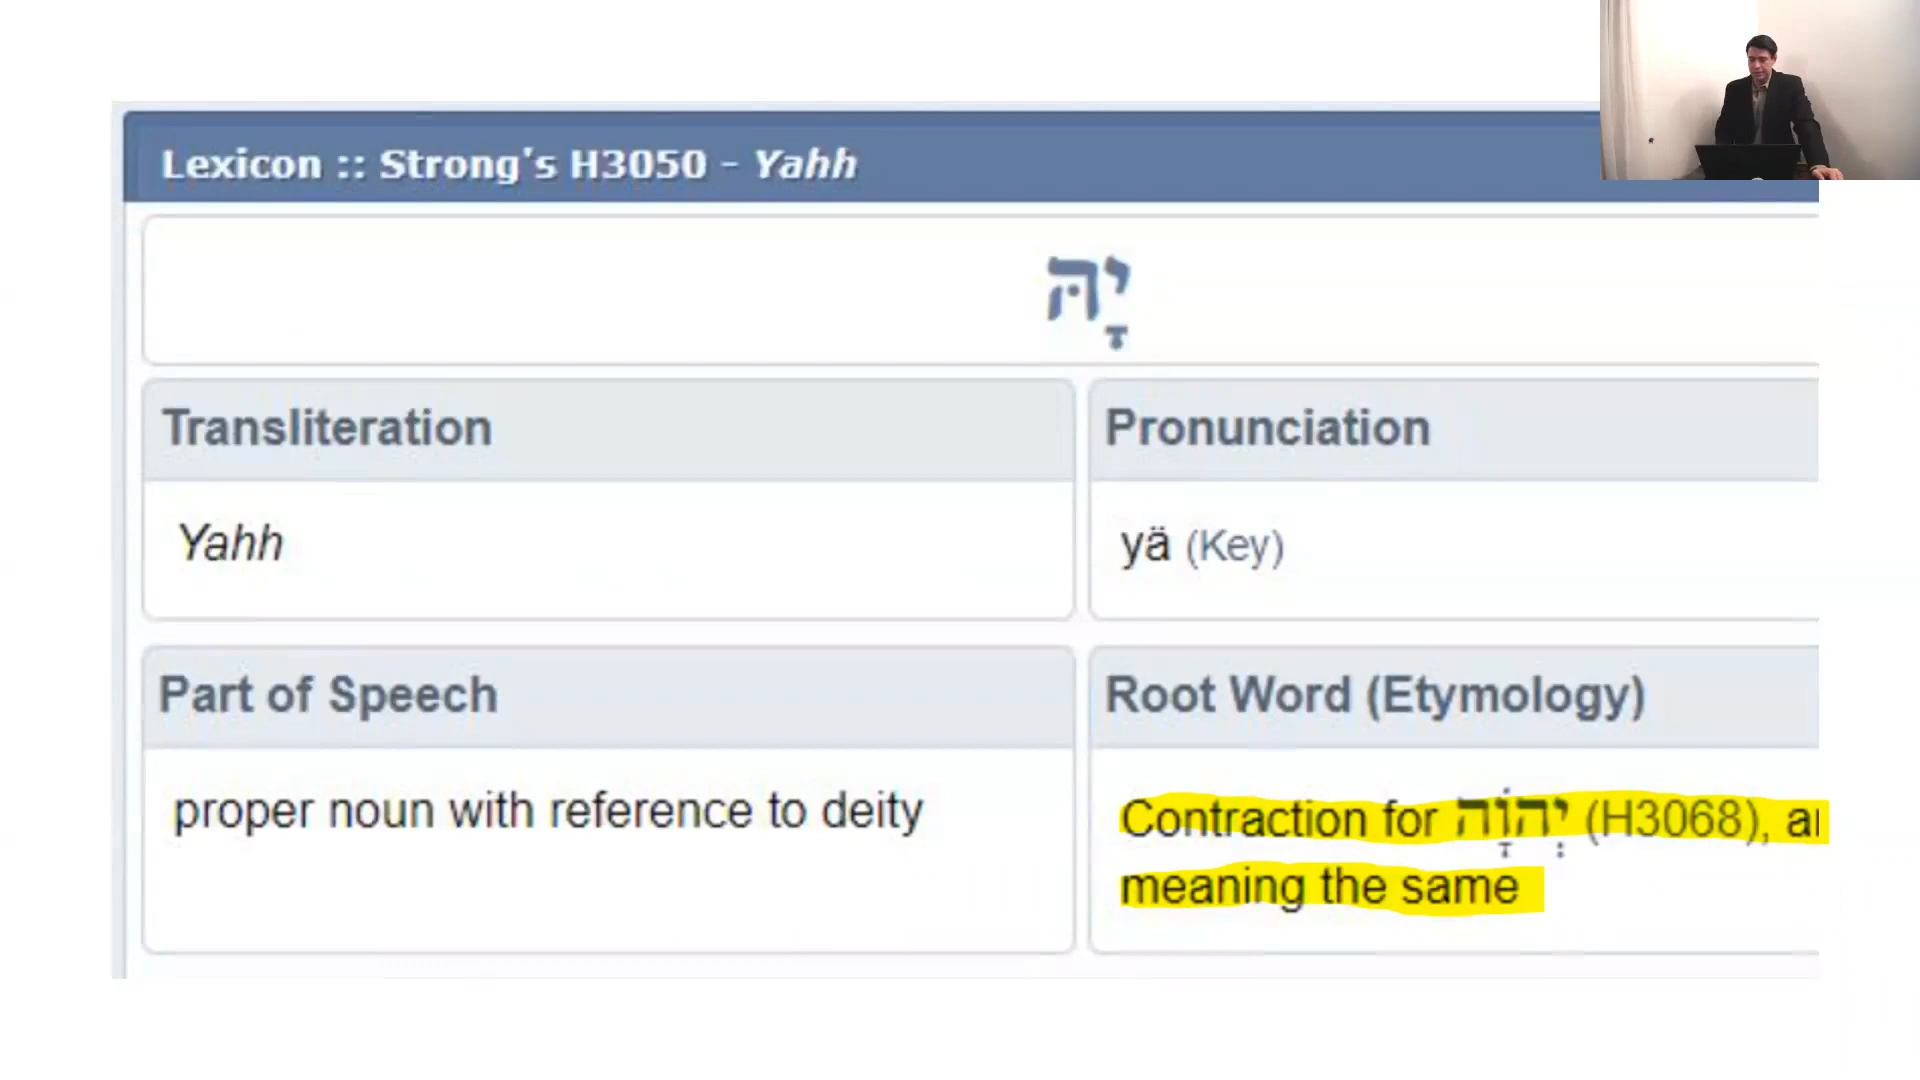 Lexicon :: Strong's H3050 - Yahh
יָהּ
Transliteration
Pronunciation
Yahh
yä (Key)
Part of Speech
Root Word (Etymology)
proper noun with reference to deity
Contraction for יְהֹוָה (H3068),
meaning the same